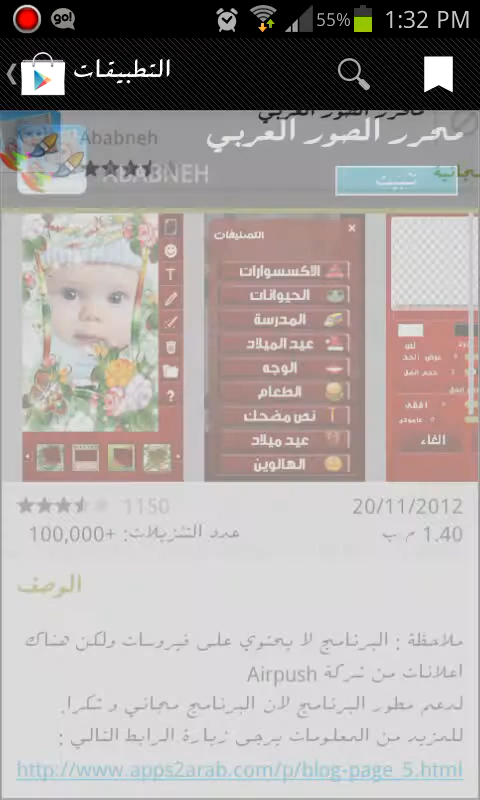 go!
55%
1:32 PM
التطبيقات
محرر الصور العربي
Ababneh
ABABNEH
تثبيت
مجانية
التصنيفات
×
الاكسسوارات
الحيوانات
المدرسة
عيد الميلاد
الوجه
الطعام
نص مضحك
عيد ميلاد
الهالوين
T
?
افقي
الغاء
1150
20/11/2012
عدد التنزيلات: +100,000
1.40 م ب
الوصف
ملاحظة : البرنامج لا يحتوي على فيروسات ولكن هناك
اعلانات من شركة Airpush
لدعم مطور البرنامج لان البرنامج مجاني و شكرا.
للمزيد من المعلومات يرجى زيارة الرابط التالي :
http://www.apps2arab.com/p/blog-page_5.html